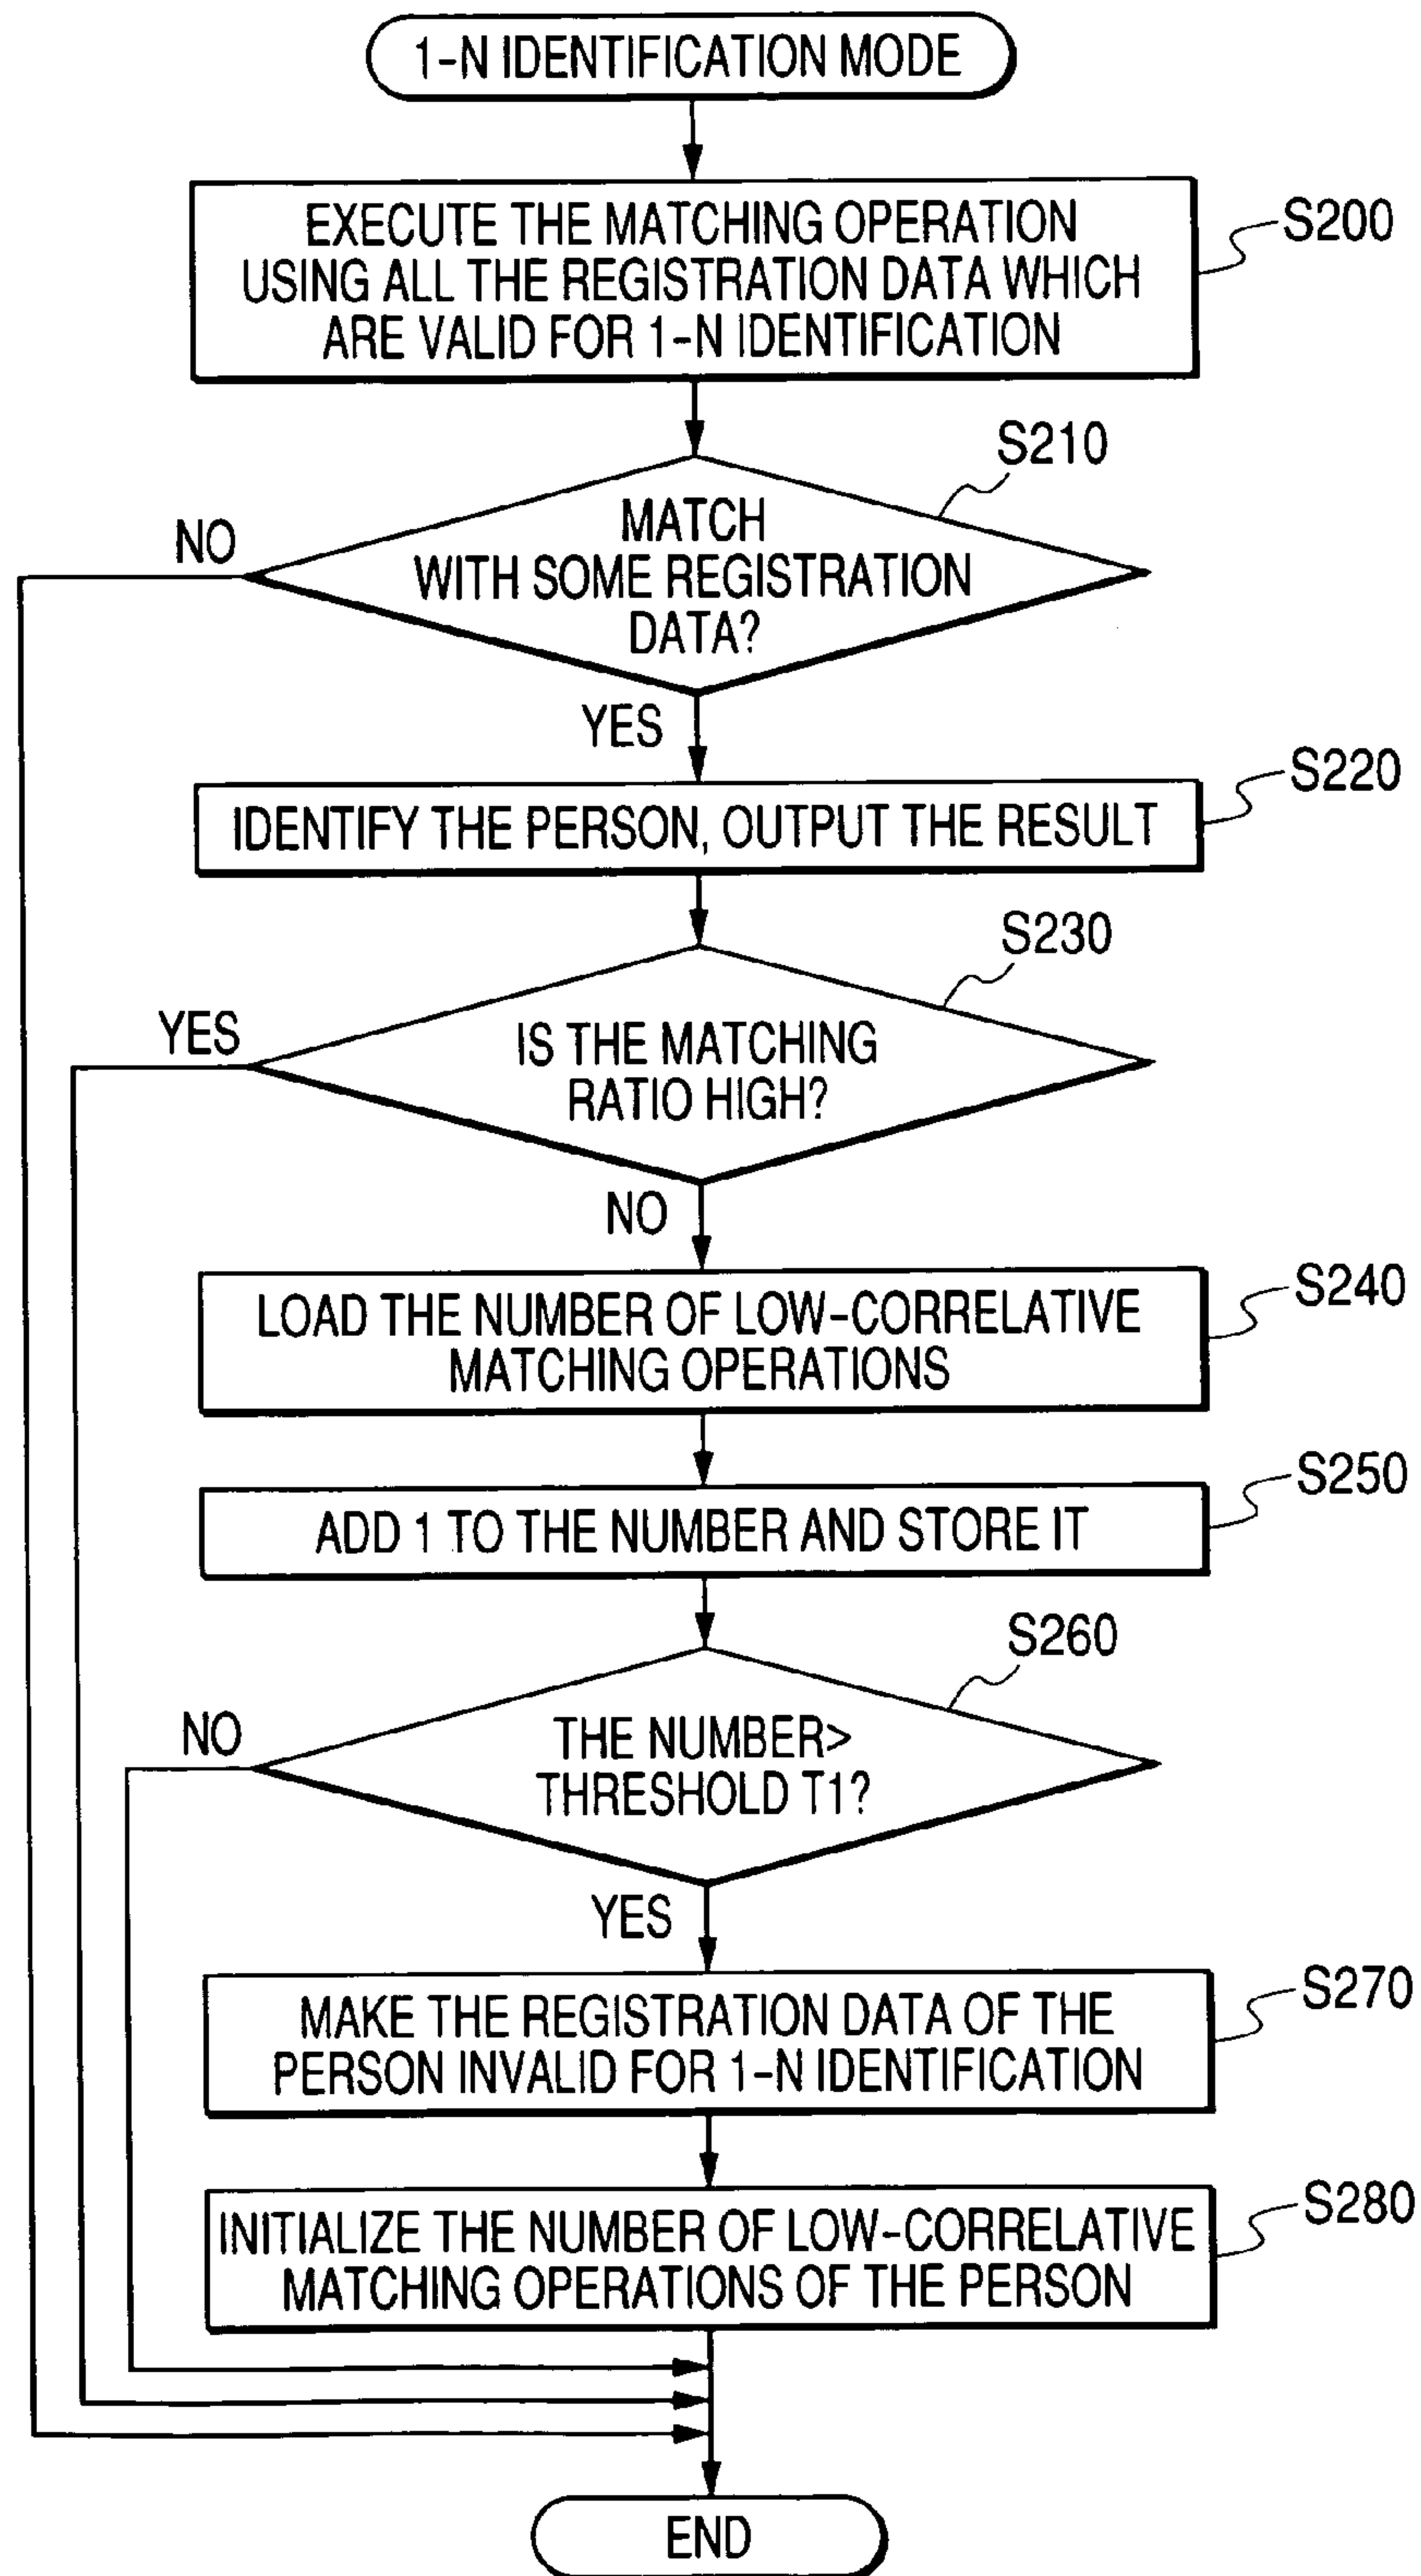 1-N IDENTIFICATION MODE
EXECUTE THE MATCHING OPERATION
USING ALL THE REGISTRATION DATA WHICH
ARE VALID FOR 1-N IDENTIFICATION
S200
S210
MATCH
WITH SOME REGISTRATION
DATA?
NO
YES
S220
IDENTIFY THE PERSON, OUTPUT THE RESULT
S230
YES
IS THE MATCHING
RATIO HIGH?
NO
S240
LOAD THE NUMBER OF LOW-CORRELATIVE
MATCHING OPERATIONS
S250
ADD 1 TO THE NUMBER AND STORE IT
S260
NO
THE NUMBER>
THRESHOLD T1?
YES
S270
MAKE THE REGISTRATION DATA OF THE
PERSON INVALID FOR 1-N IDENTIFICATION
S280
INITIALIZE THE NUMBER OF LOW-CORRELATIVE
MATCHING OPERATIONS OF THE PERSON
END